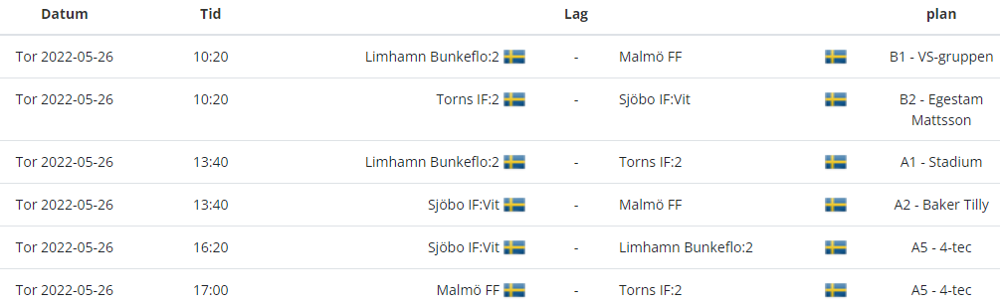 Datum Tid Lag plan
Tor 2022-05-26 10:20 Limhamn Bunkeflo:2 - Malmö FF B1 - VS-gruppen
Tor 2022-05-26 10:20 Torns IF:2 - Sjöbo IF:Vit B2 - Egestam
Mattsson
Tor 2022-05-26 13:40 Limhamn Bunkeflo:2 - Torns IF:2 A1 - Stadium
Tor 2022-05-26 13:40 Sjöbo IF:Vit - Malmö FF A2 - Baker Tilly
Tor 2022-05-26 16:20 Sjöbo IF:Vit - Limhamn Bunkeflo:2 A5 - 4-tec
Tor 2022-05-26 17:00 Malmö FF - Torns IF:2 A5 - 4-tec